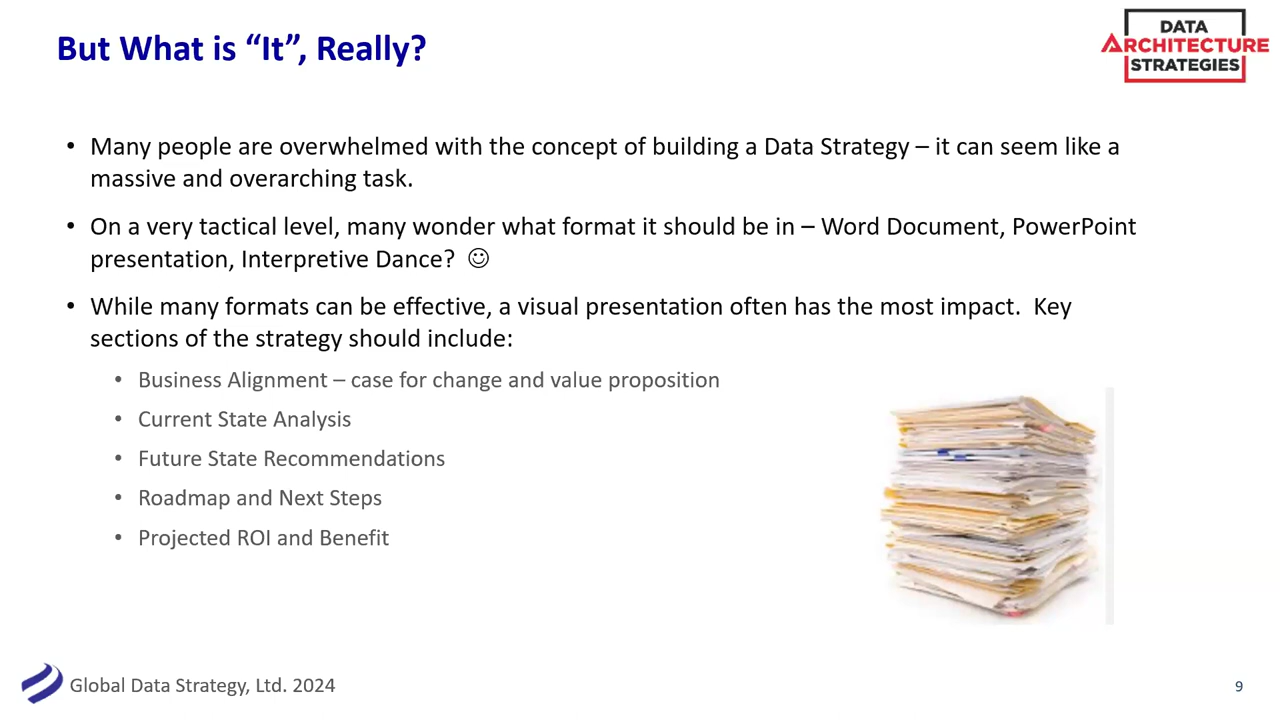 But What is “It”, Really?
DATA
ARCHITECTURE
STRATEGIES
• Many people are overwhelmed with the concept of building a Data Strategy – it can seem like a
massive and overarching task.
• On a very tactical level, many wonder what format it should be in – Word Document, PowerPoint
presentation, Interpretive Dance? ☺
• While many formats can be effective, a visual presentation often has the most impact.  Key
sections of the strategy should include:
• Business Alignment – case for change and value proposition
• Current State Analysis
• Future State Recommendations
• Roadmap and Next Steps
• Projected ROI and Benefit
Global Data Strategy, Ltd. 2024
9